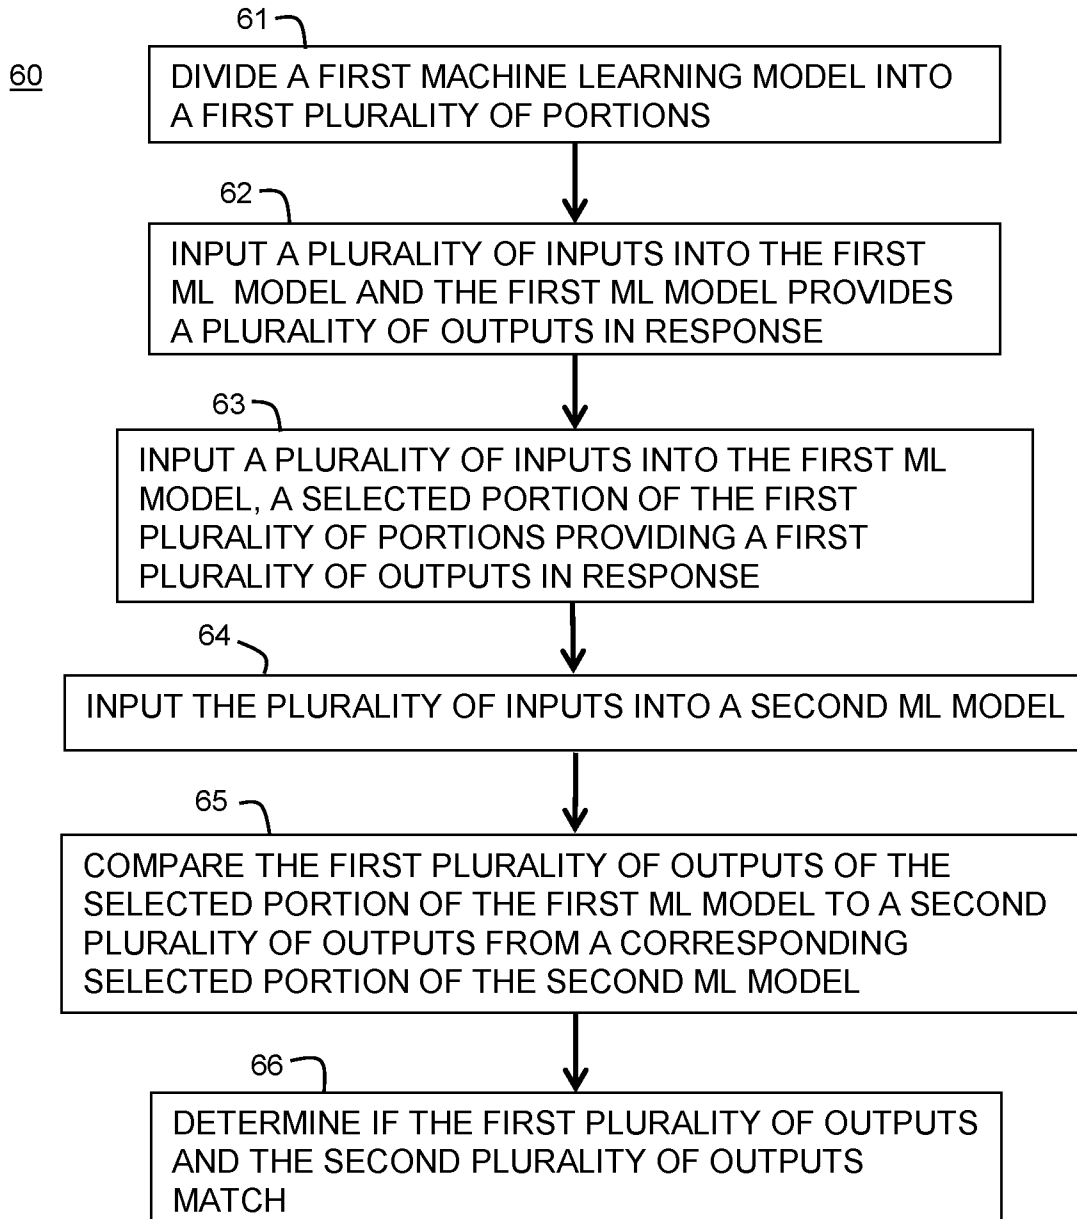 61
60
DIVIDE A FIRST MACHINE LEARNING MODEL INTO
A FIRST PLURALITY OF PORTIONS
62
INPUT A PLURALITY OF INPUTS INTO THE FIRST
ML MODEL AND THE FIRST ML MODEL PROVIDES
A PLURALITY OF OUTPUTS IN RESPONSE
63
INPUT A PLURALITY OF INPUTS INTO THE FIRST ML
MODEL, A SELECTED PORTION OF THE FIRST
PLURALITY OF PORTIONS PROVIDING A FIRST
PLURALITY OF OUTPUTS IN RESPONSE
64
INPUT THE PLURALITY OF INPUTS INTO A SECOND ML MODEL
65
COMPARE THE FIRST PLURALITY OF OUTPUTS OF THE
SELECTED PORTION OF THE FIRST ML MODEL TO A SECOND
PLURALITY OF OUTPUTS FROM A CORRESPONDING
SELECTED PORTION OF THE SECOND ML MODEL
66
DETERMINE IF THE FIRST PLURALITY OF OUTPUTS
AND THE SECOND PLURALITY OF OUTPUTS
MATCH